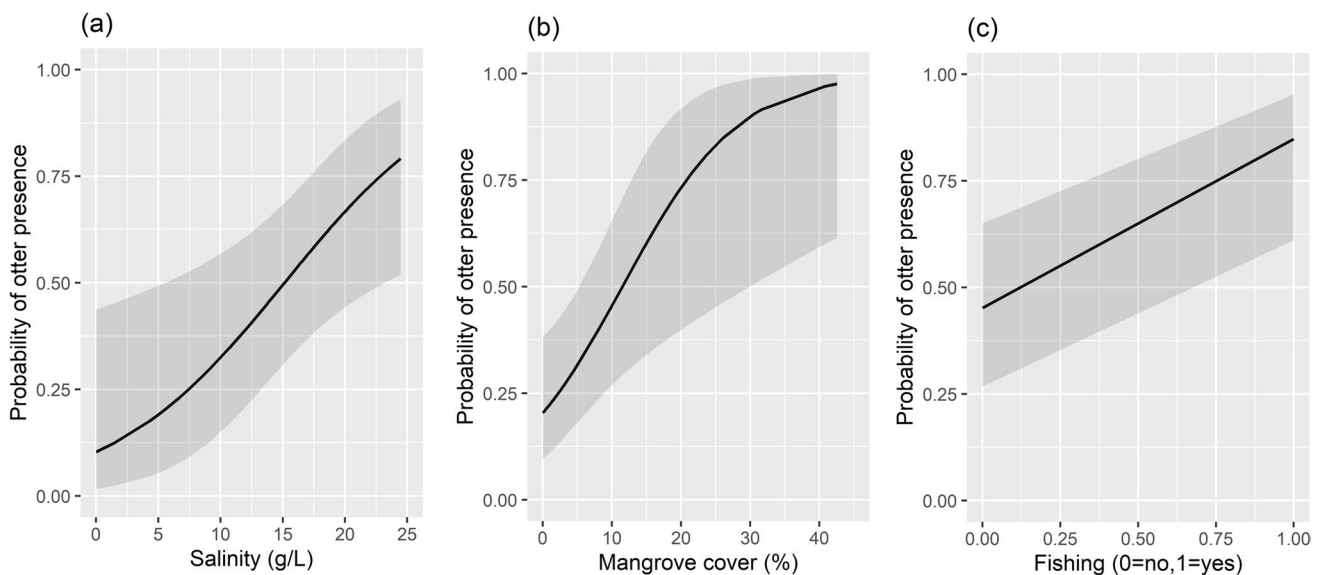 (a)
Probability of otter presence
1.00
0.75
0.50
0.25
0.00
0 5 10 15 20 25
Salinity (g/L)
(b)
Probability of otter presence
1.00
0.75
0.50
0.25
0.00
0 10 20 30 40
Mangrove cover (%)
(c)
Probability of otter presence
1.00
0.75
0.50
0.25
0.00
0.00 0.25 0.50 0.75 1.00
Fishing (0=no,1=yes)